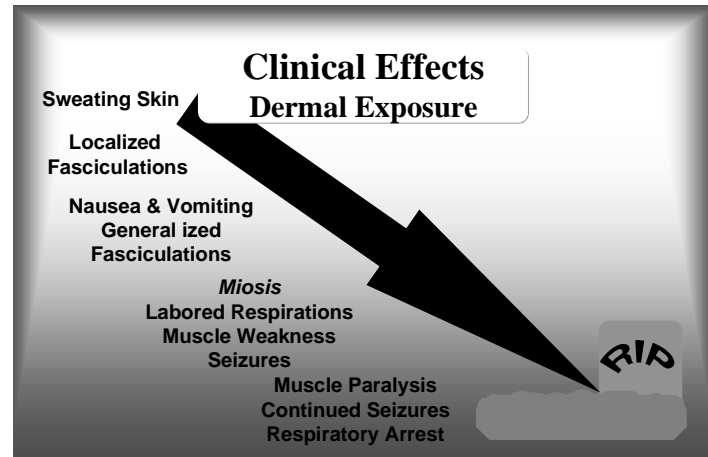 Clinical Effects
Dermal Exposure
Sweating Skin
Localized
Fasciculations
Nausea & Vomiting
General ized
Fasciculations
Miosis
Labored Respirations
Muscle Weakness
Seizures
Muscle Paralysis
Continued Seizures
Respiratory Arrest
RIP